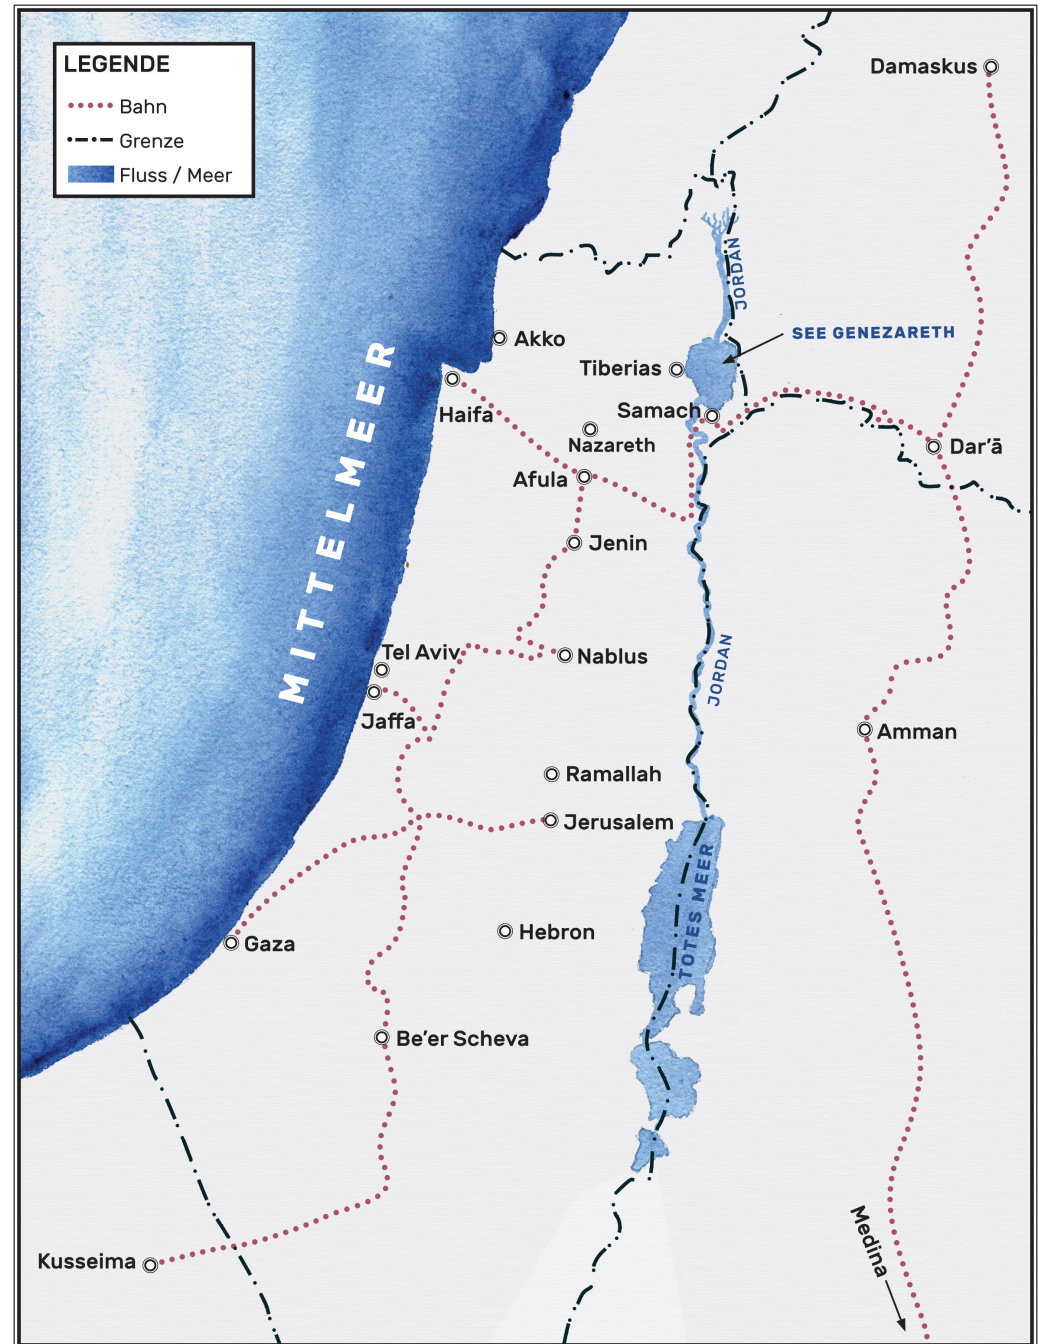 LEGENDE
Bahn
Grenze
Fluss / Meer
Damaskus
JORDAN
SEE GENEZARETH
Akko
Tiberias
MITTELMEER
Haifa
Samach
Nazareth
Dar’ā
Afula
Jenin
Tel Aviv
Nablus
JORDAN
Jaffa
Amman
Ramallah
Jerusalem
TOTES MEER
Hebron
Gaza
Be’er Scheva
Kusseima
Medina